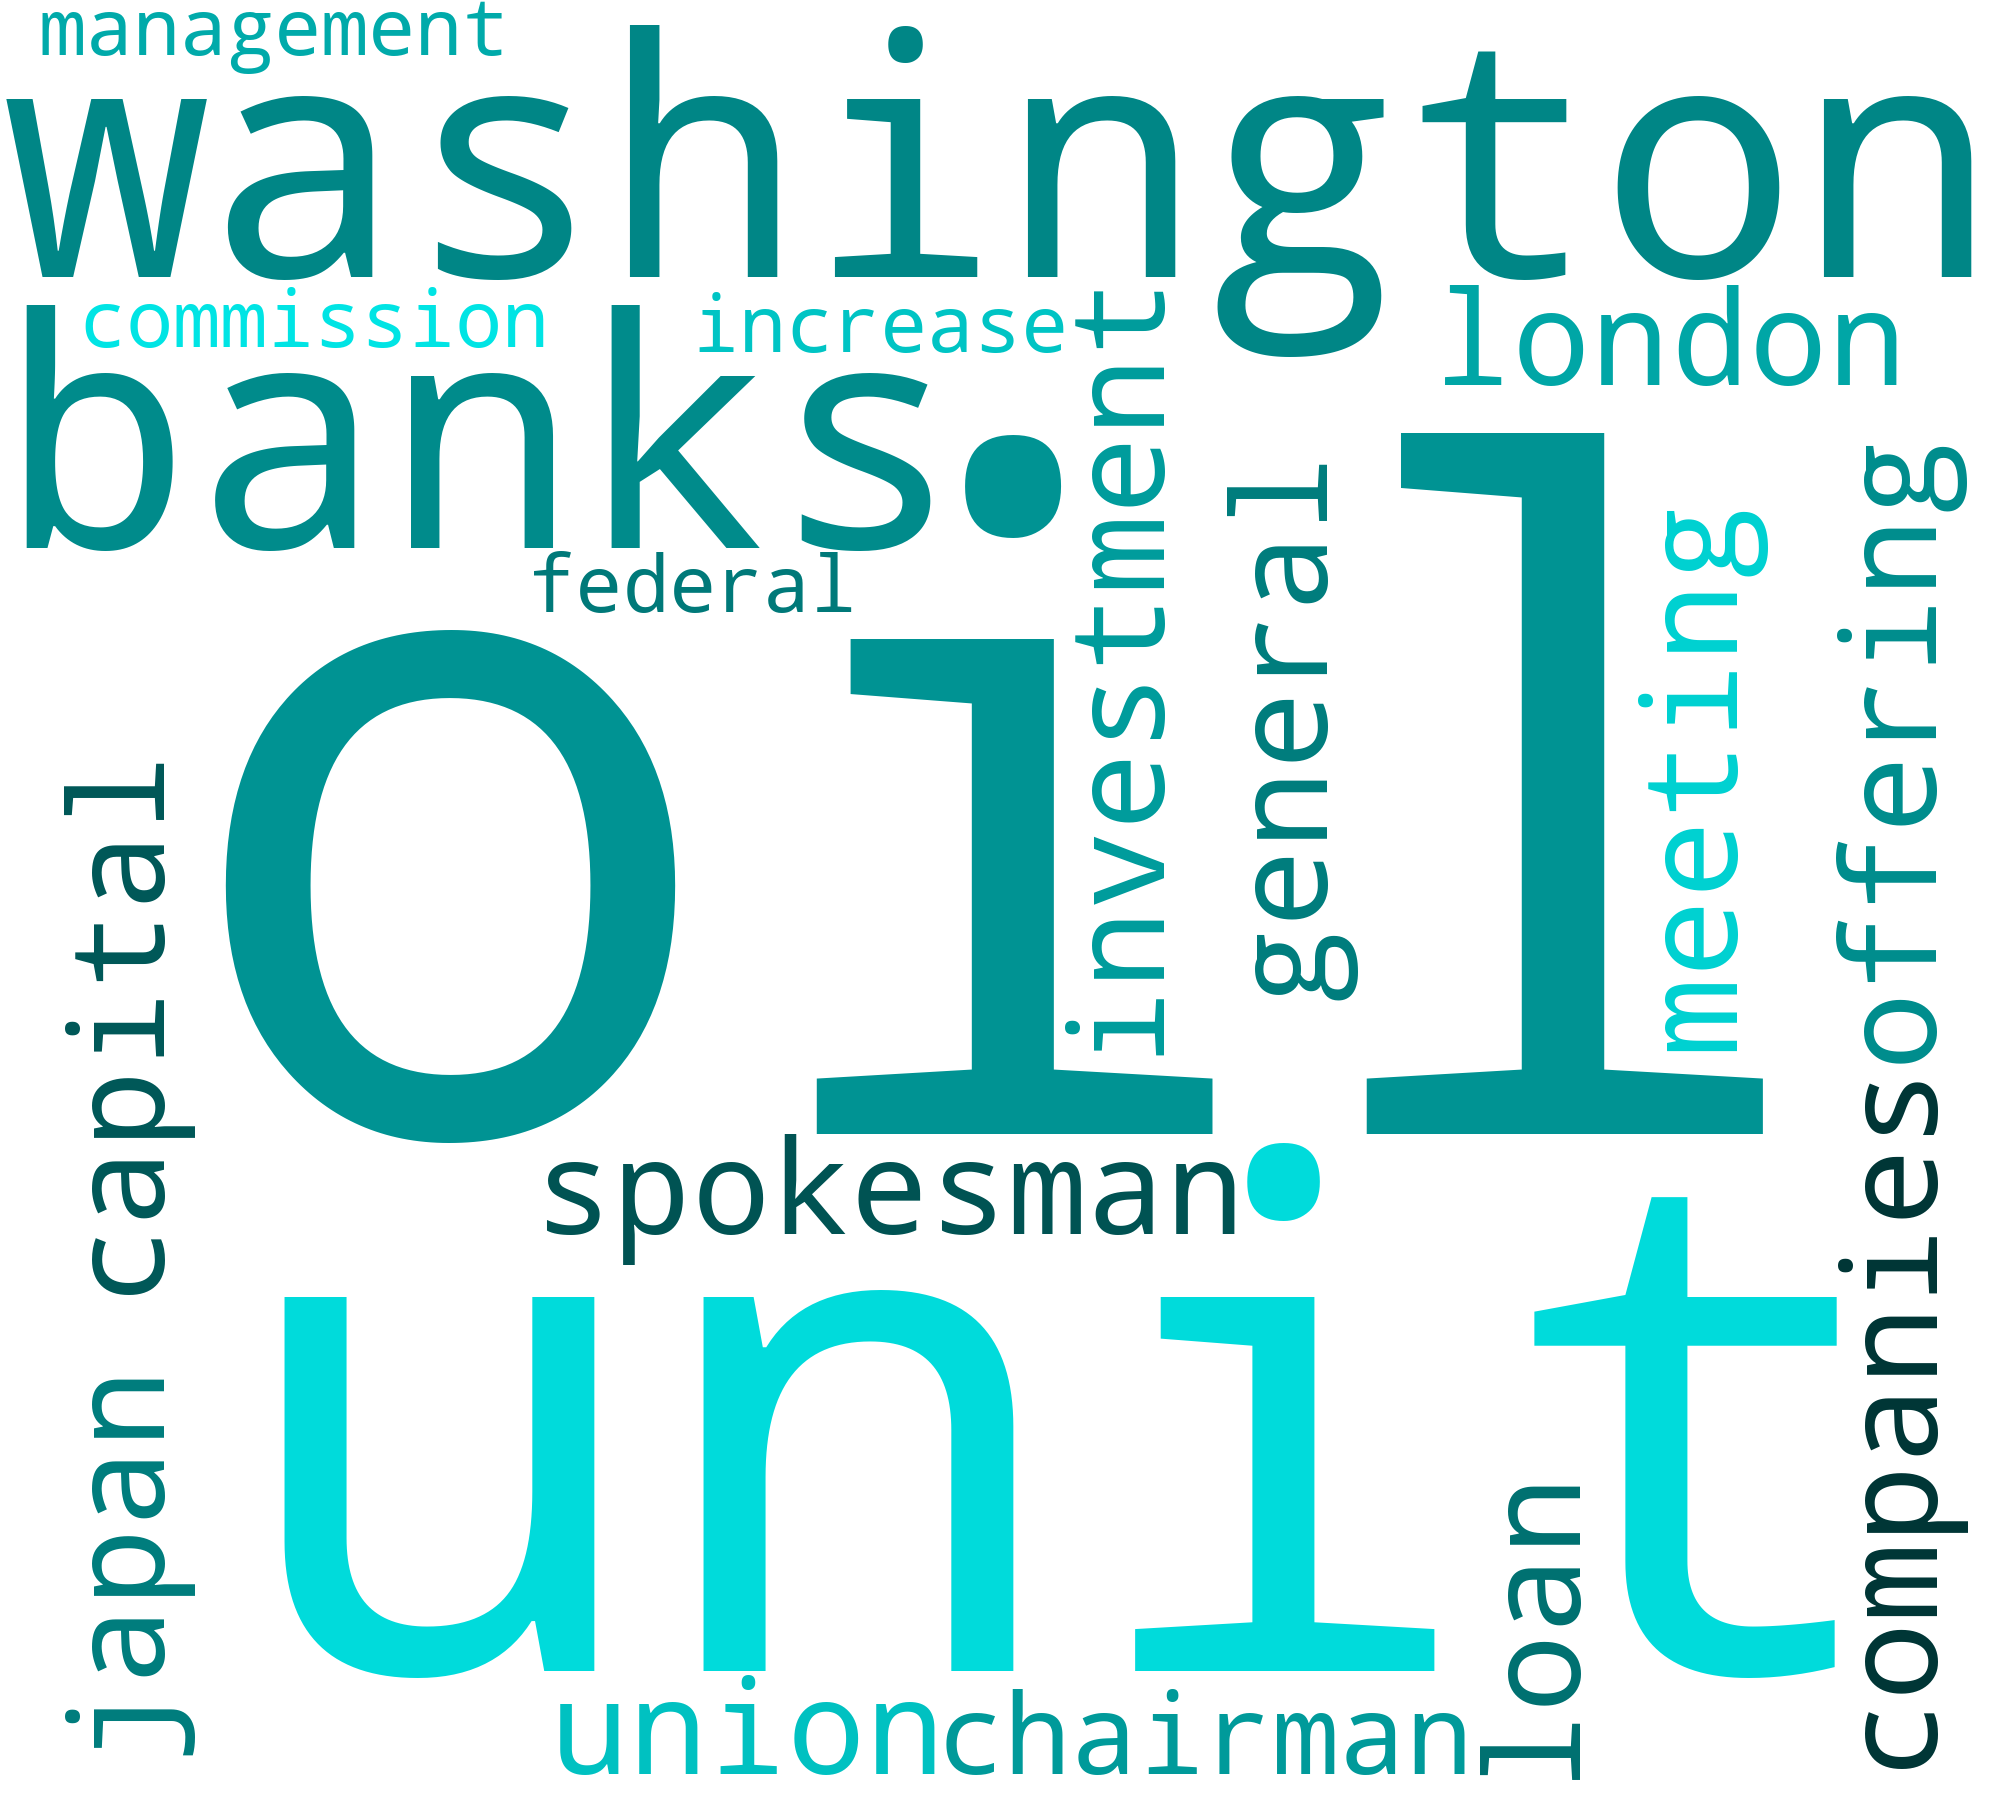 management
washington
commission
increase
london
banks
investment
general
meeting
offering
federal
oil
capital
spokesman
unit
japan
companies
loan
union
chairman